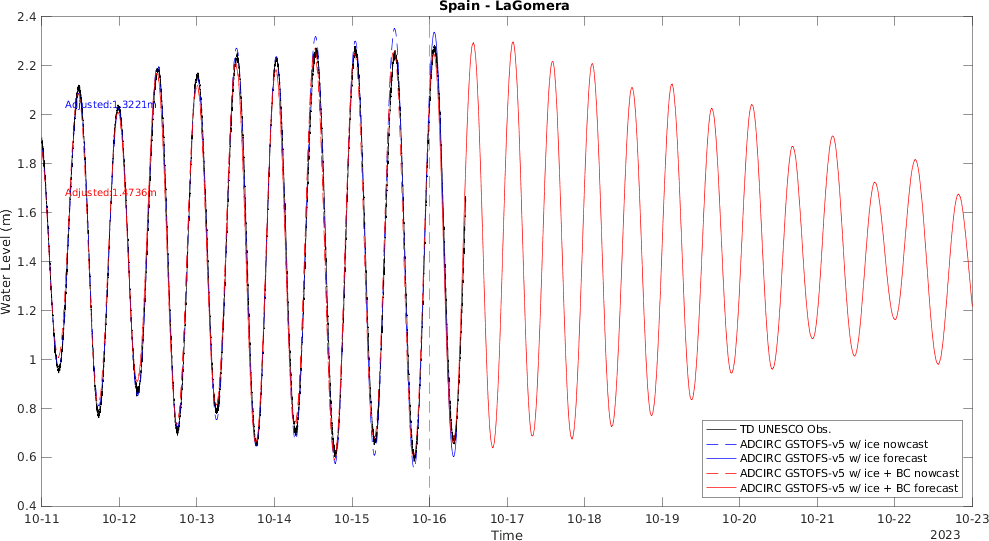 Spain - LaGomera
2.4
2.2
2
1.8
1.6
1.4
1.2
1
0.8
0.6
0.4
Water Level (m)
Adjusted:1.3221m
Adjusted:1.4736m
TD UNESCO Obs.
ADCIRC GSTOFS-v5 w/ ice nowcast
ADCIRC GSTOFS-v5 w/ ice forecast
ADCIRC GSTOFS-v5 w/ ice + BC nowcast
ADCIRC GSTOFS-v5 w/ ice + BC forecast
10-11 10-12 10-13 10-14 10-15 10-16 10-17 10-18 10-19 10-20 10-21 10-22 10-23
Time
2023